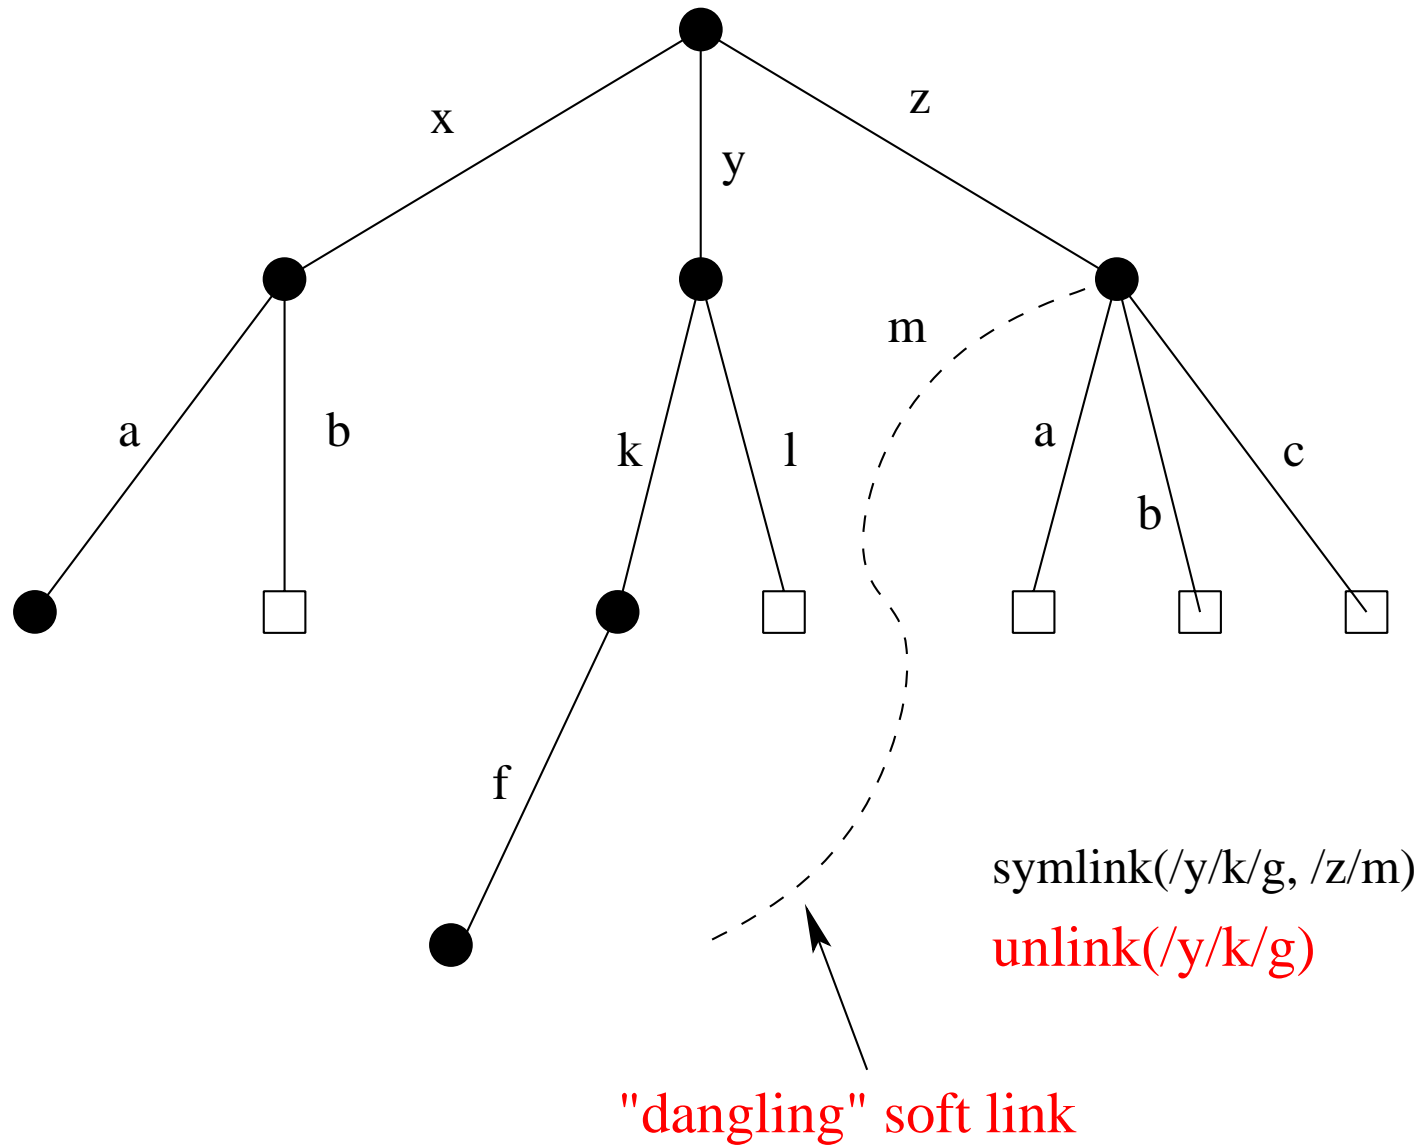 x
z
y
m
a
b
k
l
a
b
c
f
symlink(/y/k/g, /z/m)
unlink(/y/k/g)
"dangling" soft link